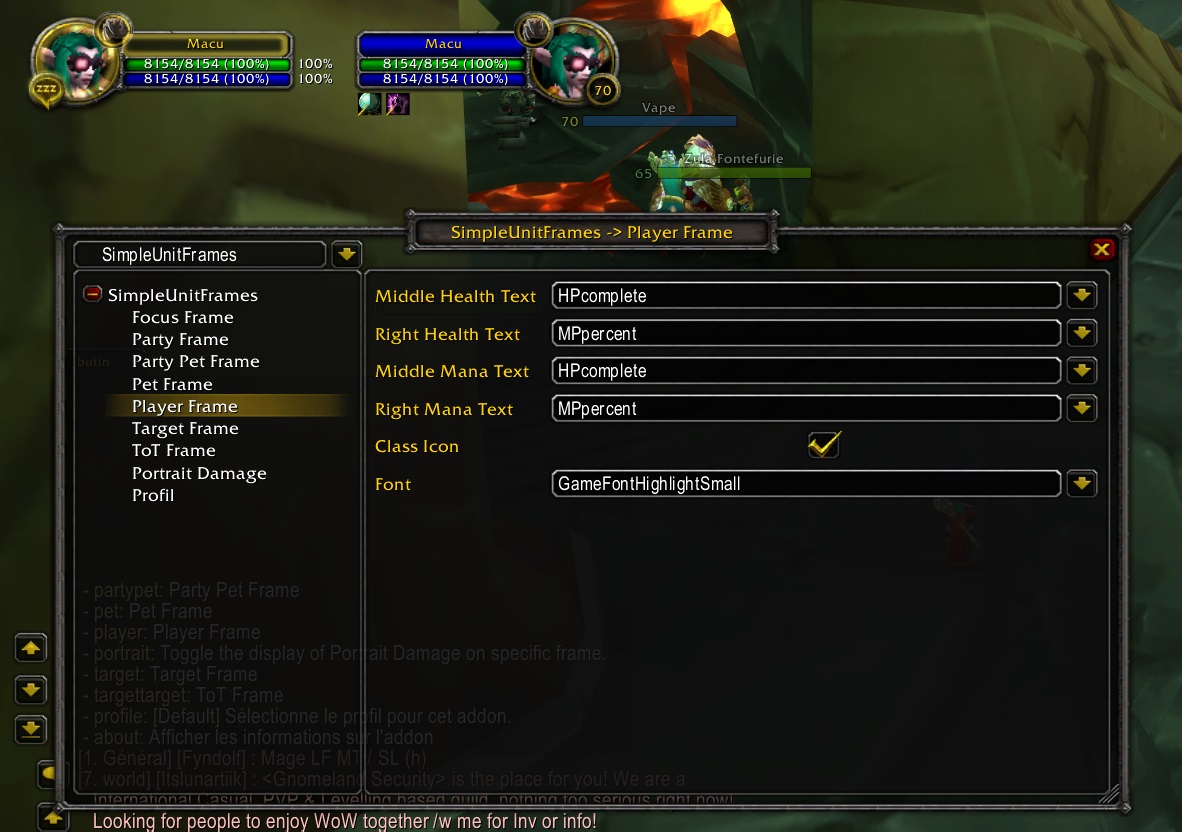 Macu
8154/8154 (100%) 100%
8154/8154 (100%) 100%
zzz
Macu
8154/8154 (100%)
8154/8154 (100%)
70
Vape
70
Zula Fontefurie
65
SimpleUnitFrames -> Player Frame
SimpleUnitFrames
SimpleUnitFrames
Focus Frame
Party Frame
Party Pet Frame
Pet Frame
Player Frame
Target Frame
ToT Frame
Portrait Damage
Profil
butin
Middle Health Text HPcomplete
Right Health Text MPpercent
Middle Mana Text HPcomplete
Right Mana Text MPpercent
Class Icon
Font GameFontHighlightSmall
- partypet: Party Pet Frame
- pet: Pet Frame
- player: Player Frame
- portrait: Toggle the display of Portrait Damage on specific frame.
- target: Target Frame
- targettarget: ToT Frame
- profile: [Default] Sélectionne le profil pour cet addon.
- about: Afficher les informations sur l'addon
[1. Général] [Fyndolf] : Mage LF MT / SL (h)
[7. world] [Itslunartiik] : <Gnomeland Security> is the place for you! We are a
International Casual, PVP & Levelling based guild, nothing too serious right now!
Looking for people to enjoy WoW together /w me for Inv or info!